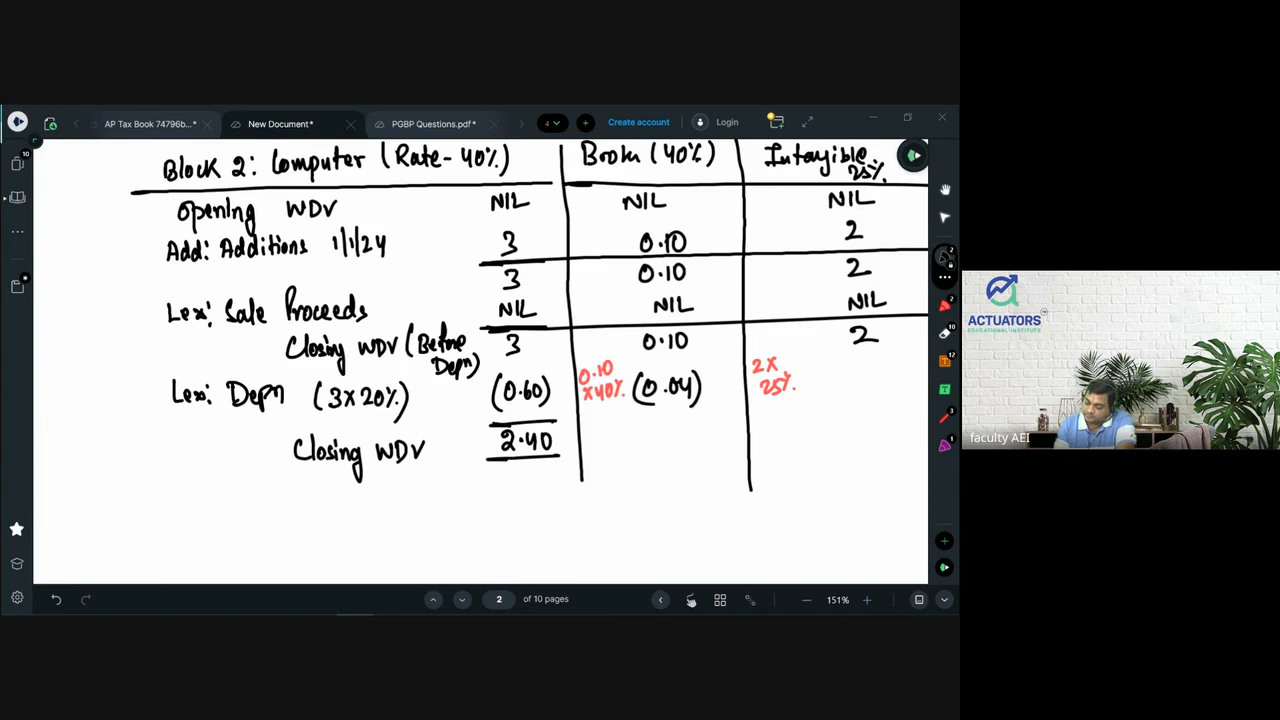 AP Tax Book 74796b...* New Document* PGBP Questions.pdf* 4 Create account Login
Block 2: Computer (Rate-40%) Book (40%) Intangible 25%
Opening WDV NIL NIL NIL
Add: Additions 1/1/24 3 0.10 2
3 0.10 2
Less: Sale Proceeds NIL NIL NIL
Closing WDV (Before Depn) 3 0.10 2
Less: Depn (3x20%) (0.60) 0.10 x40% (0.04) 2x 25%
Closing WDV 2.40
ACTUATORS
EDUCATIONAL INSTITUTE
faculty AEI
2 of 10 pages 151%